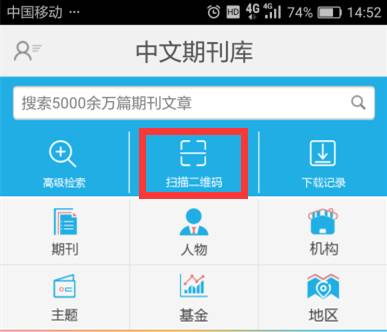 中国移动 ··· HD 4G 4G 74% 14:52
中文期刊库
搜索5000余万篇期刊文章
高级检索 扫描二维码 下载记录
期刊 人物 机构
主题 基金 地区